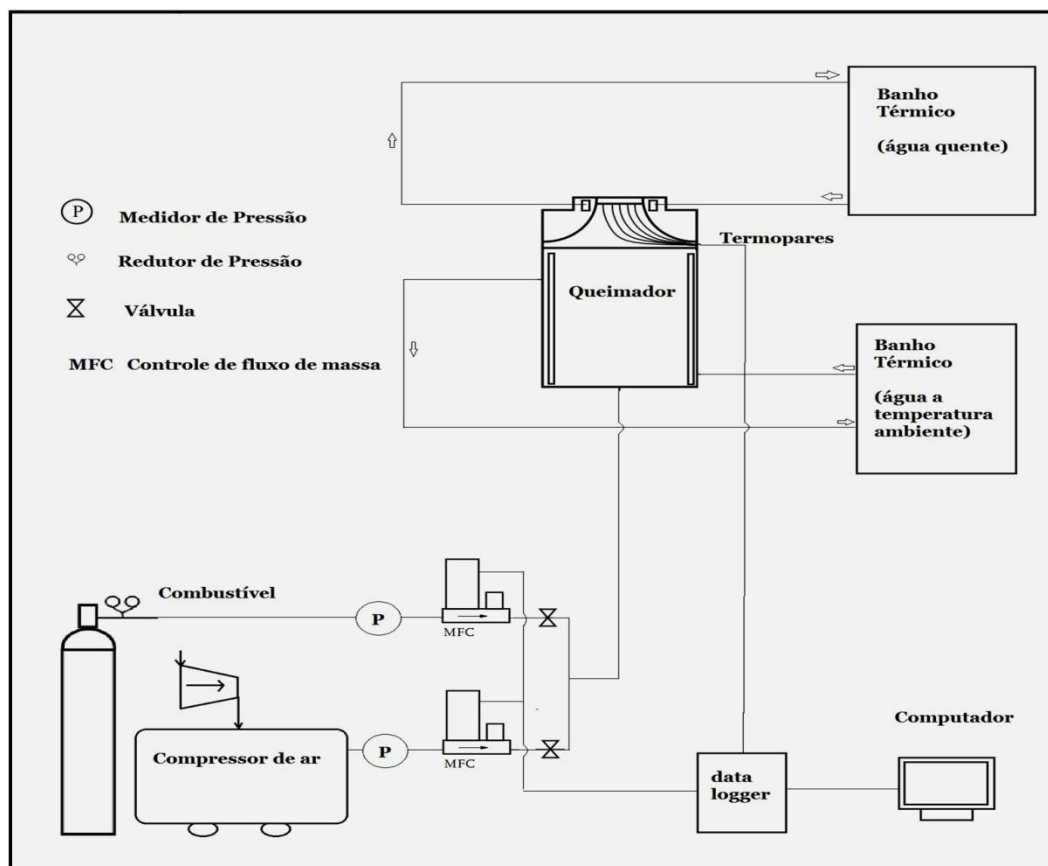 Banho
Térmico
(água quente)
P
Medidor de Pressão
Termopares
Redutor de Pressão
Queimador
Válvula
Banho
Térmico
(água a
temperatura
ambiente)
MFC Controle de fluxo de massa
Combustível
P
MFC
Computador
Compressor de ar
P
MFC
data
logger